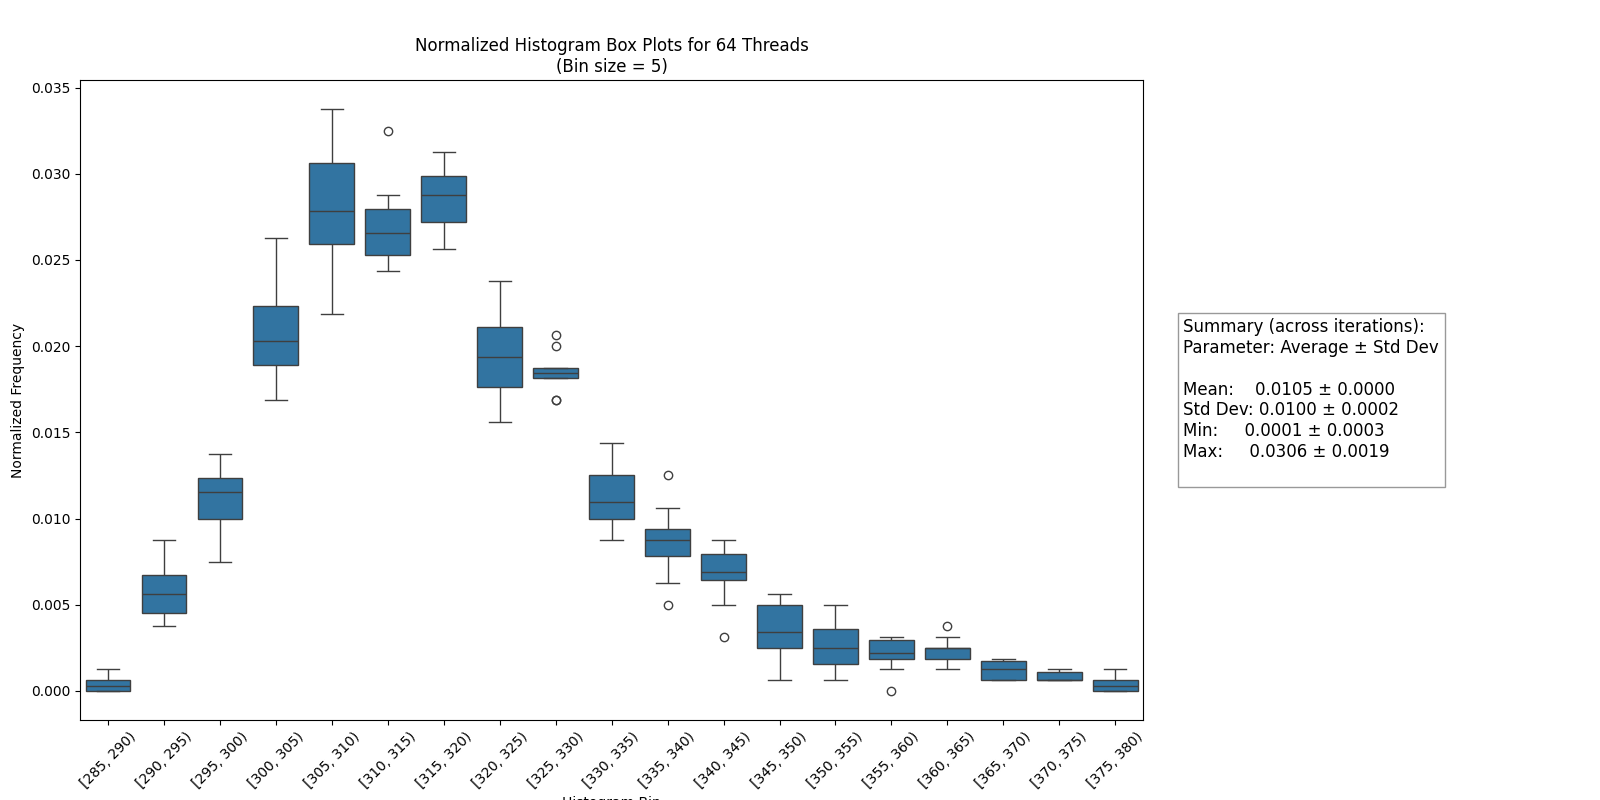 Normalized Histogram Box Plots for 64 Threads
(Bin size = 5)
Normalized Frequency
0.035
0.030
0.025
0.020
0.015
0.010
0.005
0.000
[285, 290)
[290, 295)
[295, 300)
[300, 305)
[305, 310)
[310, 315)
[315, 320)
[320, 325)
[325, 330)
[330, 335)
[335, 340)
[340, 345)
[345, 350)
[350, 355)
[355, 360)
[360, 365)
[365, 370)
[370, 375)
[375, 380)
Histogram Bin
Summary (across iterations):
Parameter: Average ± Std Dev
Mean: 0.0105 ± 0.0000
Std Dev: 0.0100 ± 0.0002
Min: 0.0001 ± 0.0003
Max: 0.0306 ± 0.0019